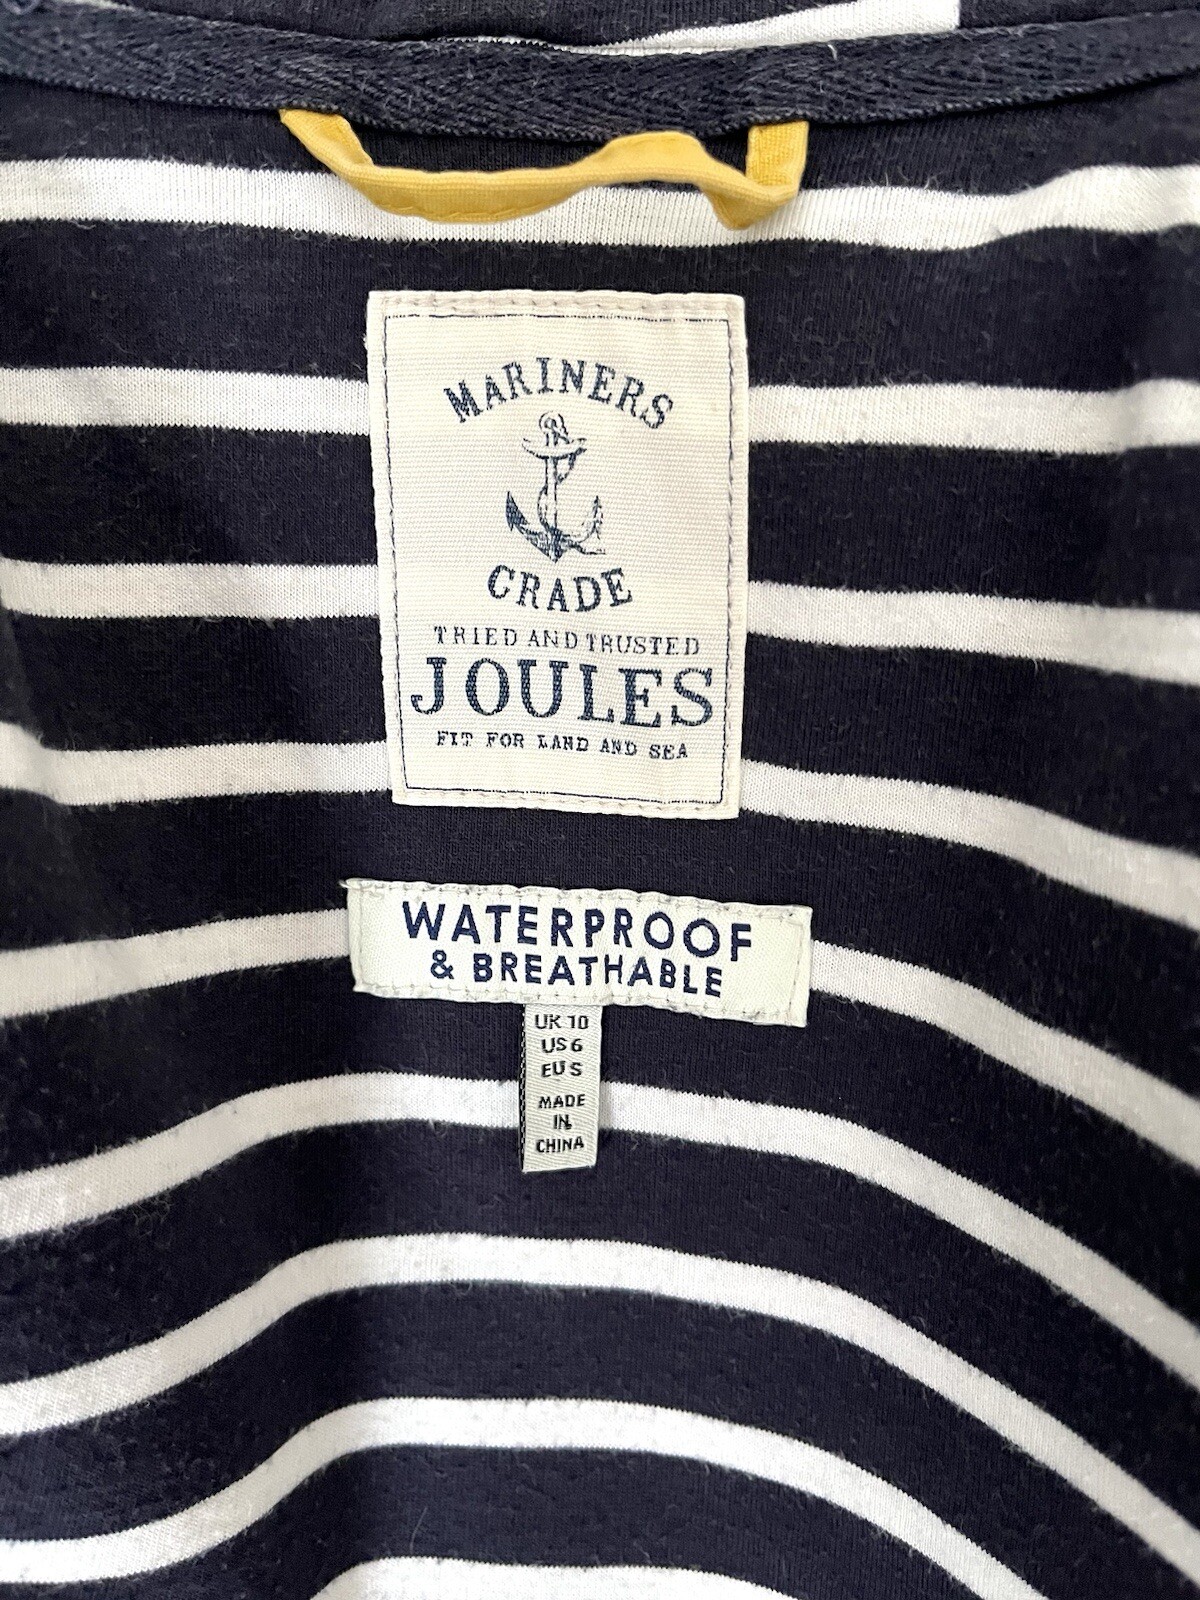 MARINERS
CRADE
TRIED AND TRUSTED
JOULES
FIT FOR LAND AND SEA
WATERPROOF
& BREATHABLE
UK 10
US 6
EU S
MADE
IN
CHINA